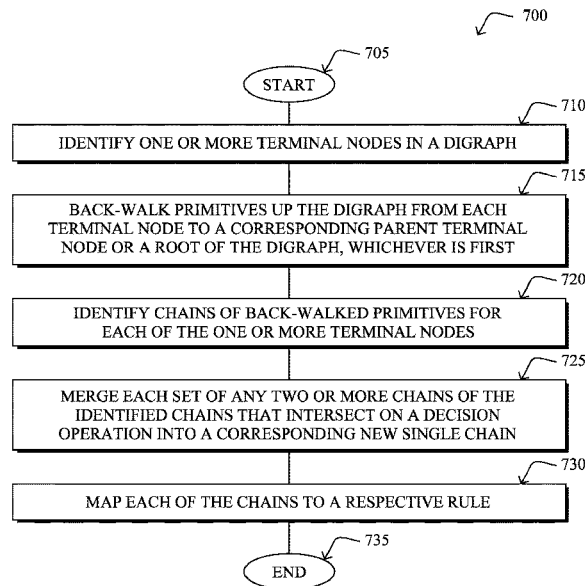 700
705
START
710
IDENTIFY ONE OR MORE TERMINAL NODES IN A DIGRAPH
715
BACK-WALK PRIMITIVES UP THE DIGRAPH FROM EACH
TERMINAL NODE TO A CORRESPONDING PARENT TERMINAL
NODE OR A ROOT OF THE DIGRAPH, WHICHEVER IS FIRST
720
IDENTIFY CHAINS OF BACK-WALKED PRIMITIVES FOR
EACH OF THE ONE OR MORE TERMINAL NODES
725
MERGE EACH SET OF ANY TWO OR MORE CHAINS OF THE
IDENTIFIED CHAINS THAT INTERSECT ON A DECISION
OPERATION INTO A CORRESPONDING NEW SINGLE CHAIN
730
MAP EACH OF THE CHAINS TO A RESPECTIVE RULE
735
END